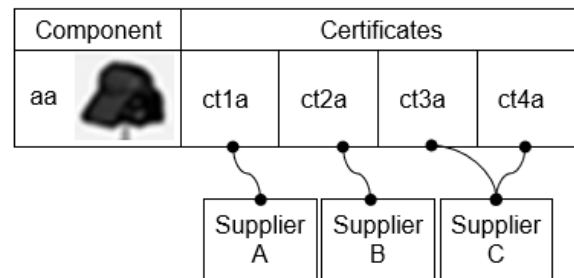 Component Certificates
aa ct1a ct2a ct3a ct4a
Supplier Supplier Supplier
A B C